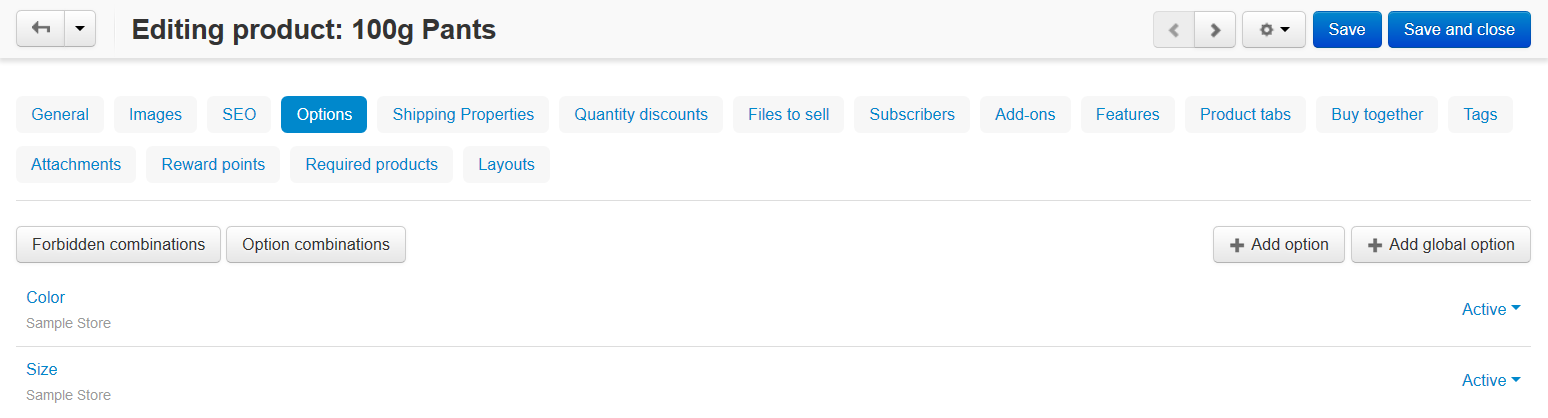 Editing product: 100g Pants Save Save and close
General Images SEO Options Shipping Properties Quantity discounts Files to sell Subscribers Add-ons Features Product tabs Buy together Tags
Attachments Reward points Required products Layouts
Forbidden combinations Option combinations Add option Add global option
Color
Sample Store
Active
Size
Sample Store
Active